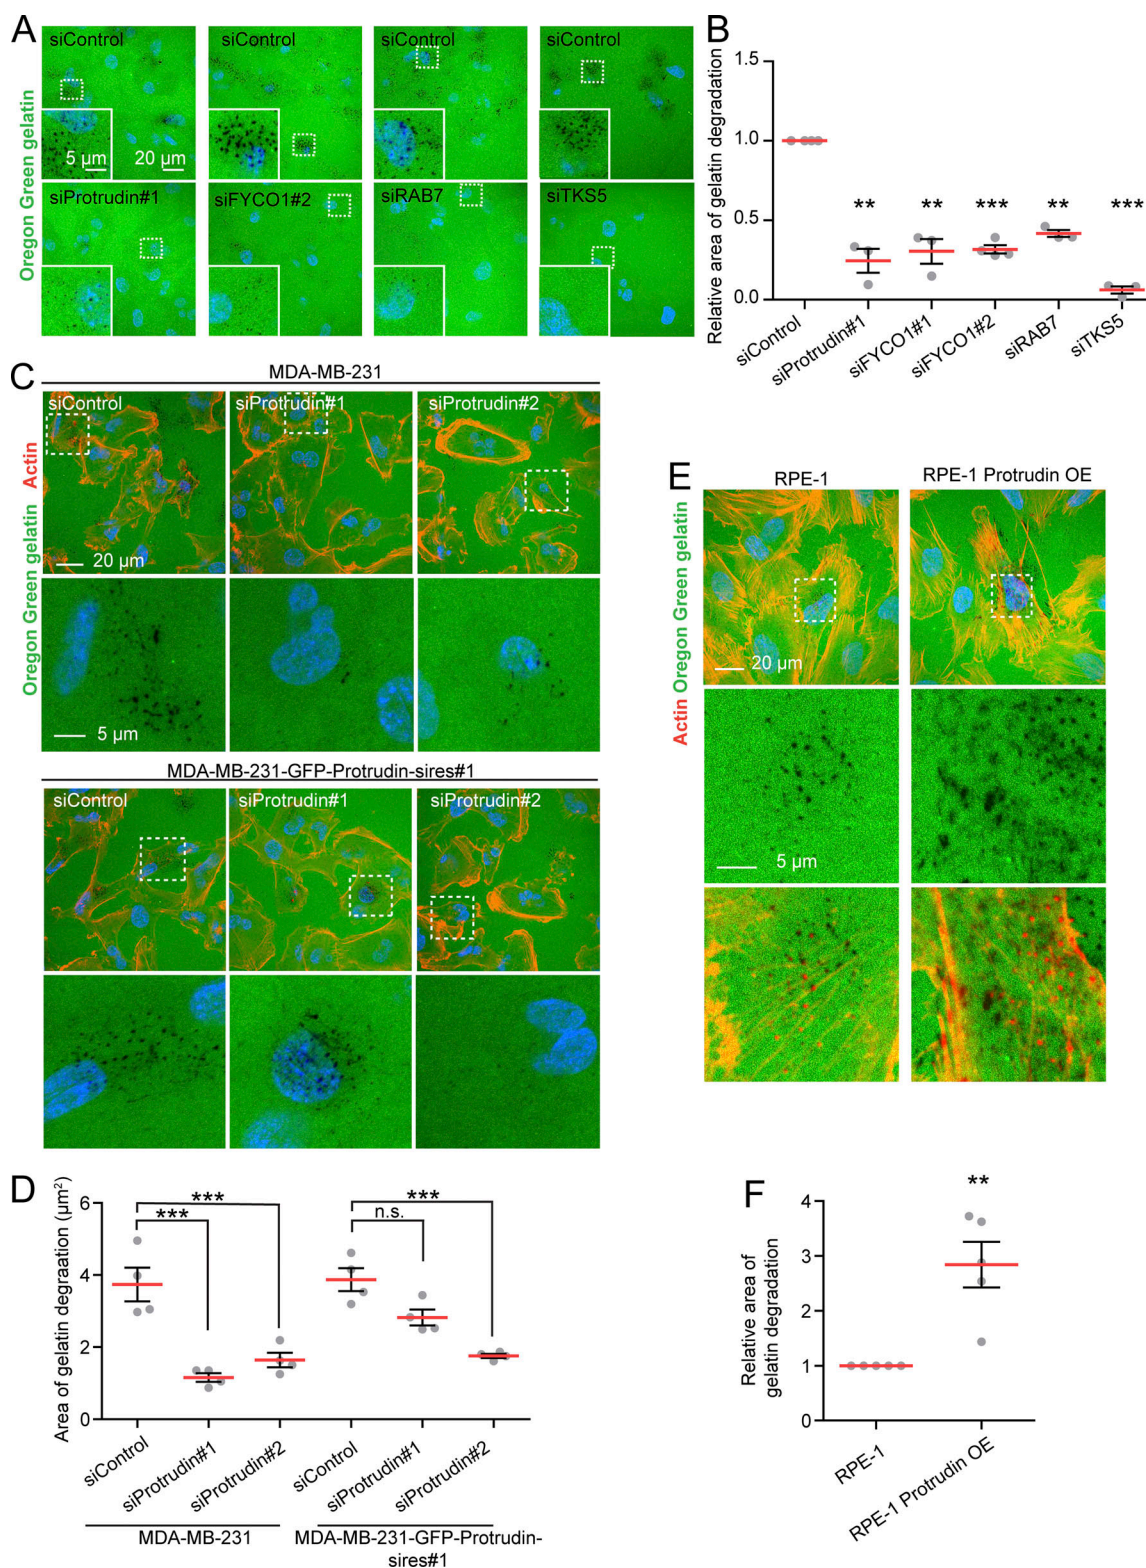 A
Oregon Green gelatin
siControl
siControl
siControl
siControl
5 µm
20 µm
siProtrudin#1
siFYCO1#2
siRAB7
siTKS5
B
Relative area of gelatin degradation
1.5
1.0
0.5
0.0
**
**
***
**
***
siControl
siProtrudin#1
siFYCO1#1
siFYCO1#2
siRAB7
siTKS5
C
MDA-MB-231
Oregon Green gelatin Actin
siControl
siProtrudin#1
siProtrudin#2
20 µm
5 µm
MDA-MB-231-GFP-Protrudin-sires#1
siControl
siProtrudin#1
siProtrudin#2
D
Area of gelatin degraation (µm²)
6
4
2
0
***
***
n.s.
***
siControl
siProtrudin#1
siProtrudin#2
siControl
siProtrudin#1
siProtrudin#2
MDA-MB-231
MDA-MB-231-GFP-Protrudin-
sires#1
E
Actin Oregon Green gelatin
RPE-1
RPE-1 Protrudin OE
20 µm
5 µm
F
Relative area of
gelatin degradation
4
3
2
1
0
**
RPE-1
RPE-1 Protrudin OE